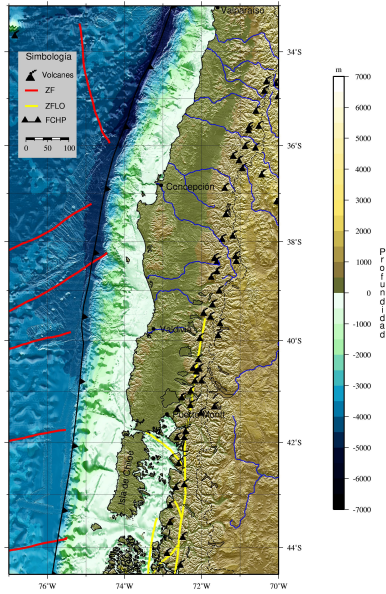 Valparaíso
34°S
Simbología
Volcanes
ZF
ZFLO
FCHP
0 50 100
36°S
Concepción
38°S
Valdivia
40°S
Puerto Montt
42°S
Isla de Chiloé
44°S
76°W 74°W 72°W 70°W
m
7000
6000
5000
4000
3000
2000
1000
0
-1000
-2000
-3000
-4000
-5000
-6000
-7000
Profundidad